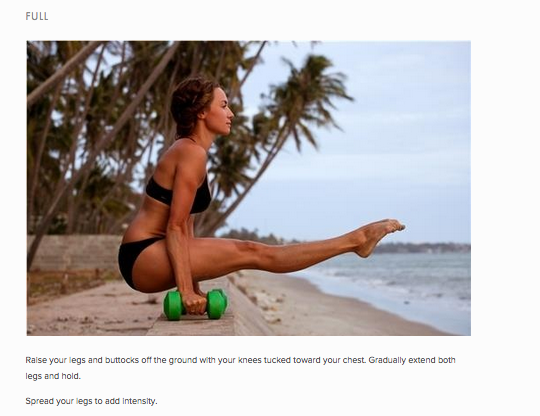 FULL
Raise your legs and buttocks off the ground with your knees tucked toward your chest. Gradually extend both
legs and hold.
Spread your legs to add intensity.